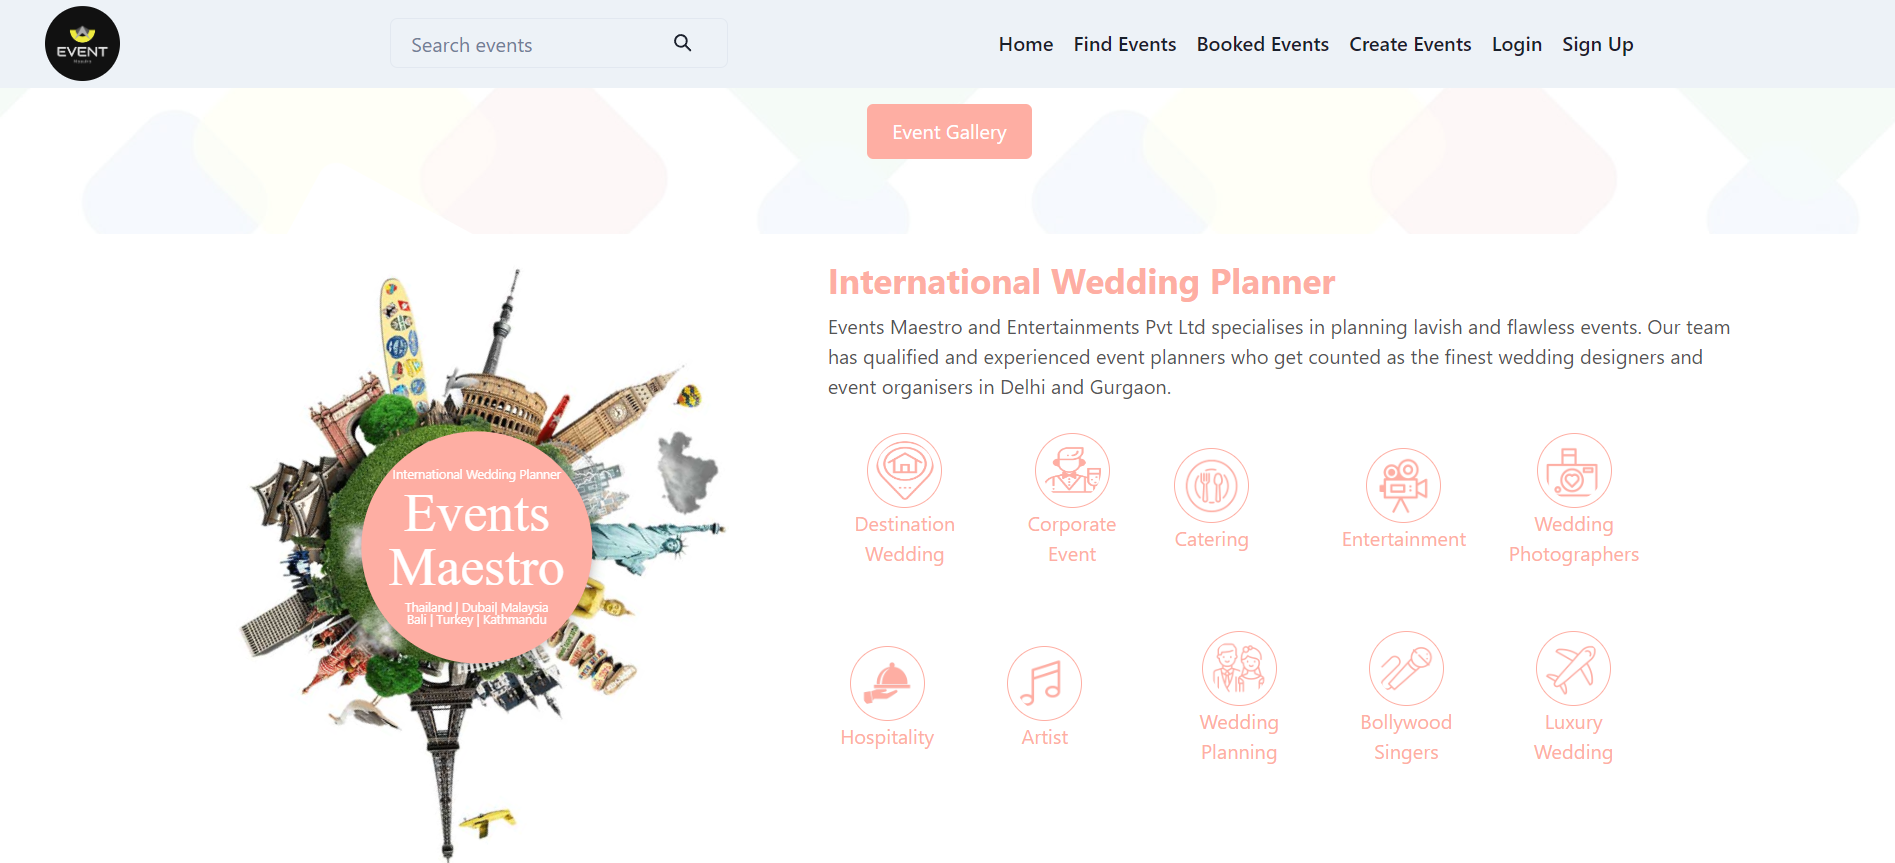 EVENT
Maestro
Search events
Home Find Events Booked Events Create Events Login Sign Up
Event Gallery
International Wedding Planner
Events
Maestro
Thailand | Dubai| Malaysia
Bali | Turkey | Kathmandu
International Wedding Planner
Events Maestro and Entertainments Pvt Ltd specialises in planning lavish and flawless events. Our team
has qualified and experienced event planners who get counted as the finest wedding designers and
event organisers in Delhi and Gurgaon.
Destination
Wedding
Corporate
Event
Catering
Entertainment
Wedding
Photographers
Hospitality
Artist
Wedding
Planning
Bollywood
Singers
Luxury
Wedding